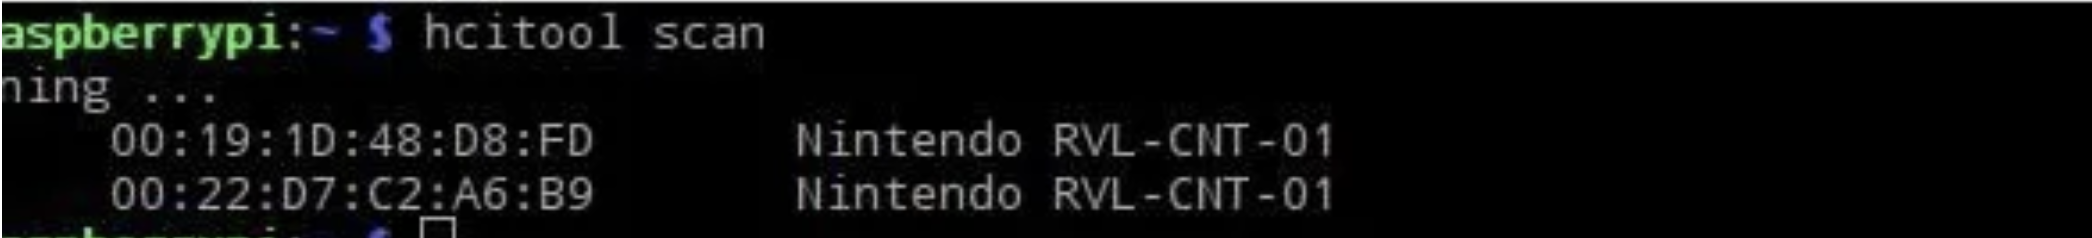 aspberrypi:~ $ hcitool scan
ning ...
00:19:1D:48:D8:FD Nintendo RVL-CNT-01
00:22:D7:C2:A6:B9 Nintendo RVL-CNT-01
aspberrypi:~ $